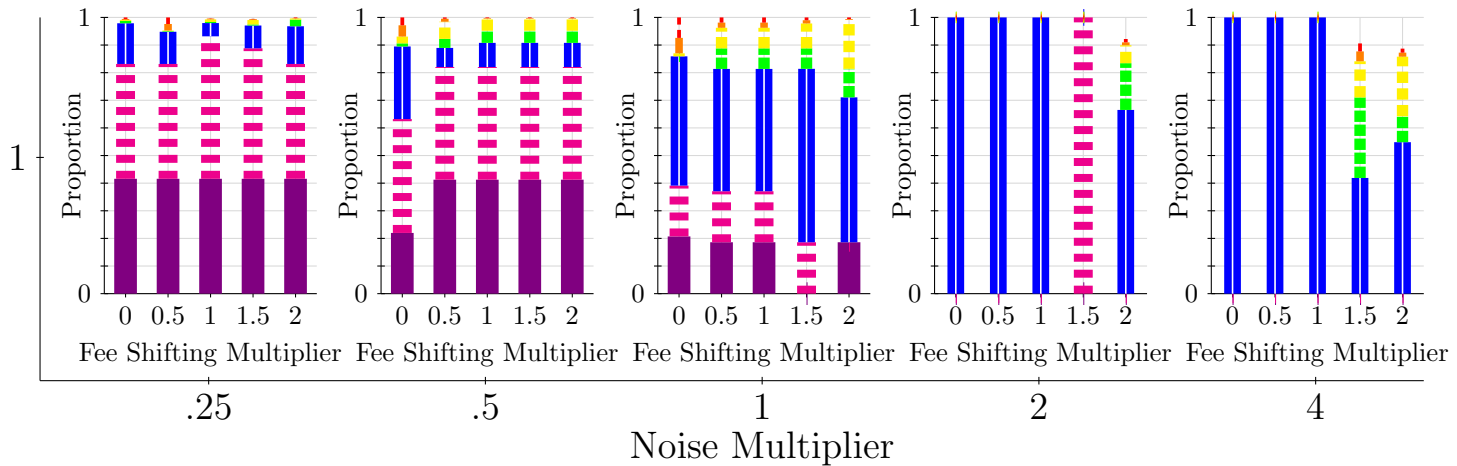 1 1 1 1 1
Proportion Proportion Proportion Proportion Proportion
1
0 0 0 0 0
0 0.5 1 1.5 2 0 0.5 1 1.5 2 0 0.5 1 1.5 2 0 0.5 1 1.5 2 0 0.5 1 1.5 2
Fee Shifting Multiplier Fee Shifting Multiplier Fee Shifting Multiplier Fee Shifting Multiplier Fee Shifting Multiplier
.25 .5 1 2 4
Noise Multiplier